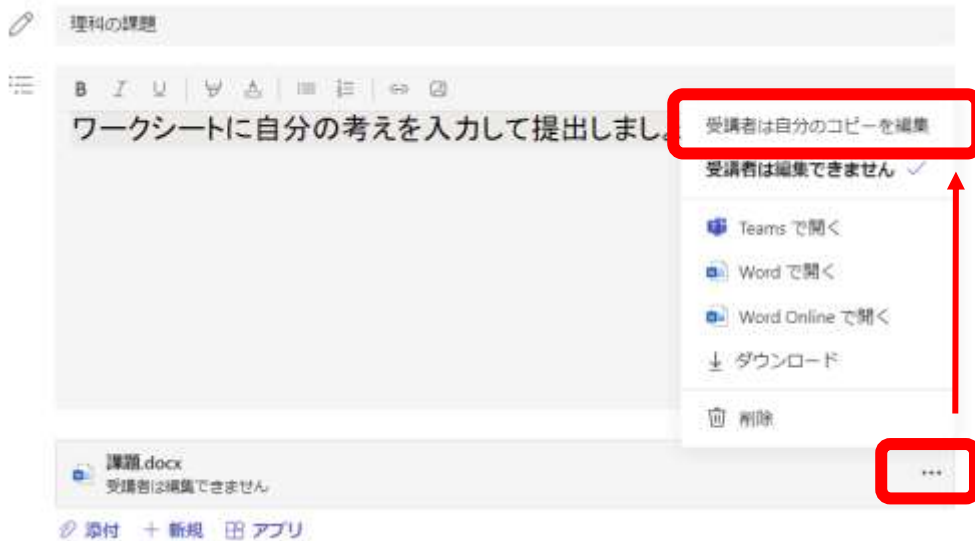 理科の課題
B I U A
ワークシートに自分の考えを入力して提出しまし
受講者は自分のコピーを編集
受講者は編集できません
Teams で開く
Word で開く
Word Online で開く
ダウンロード
削除
課題.docx
受講者は編集できません
...
添付 + 新規 アプリ